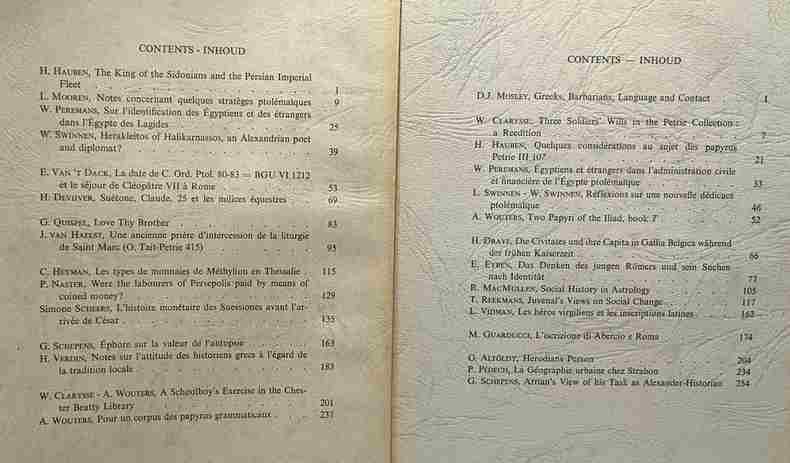 CONTENTS - INHOUD
H. HAUBEN, The King of the Sidonians and the Persian Imperial
Fleet . . . . . . . . . . . 1
L. MOOREN, Notes concernant quelques stratèges ptolémaïques 9
W. PEREMANS, Sur l'identification des Égyptiens et des étrangers
dans l'Égypte des Lagides . . . . . . . 25
W. SWINNEN, Herakleitos of Halikarnassos, an Alexandrian poet
and diplomat? . . . . . . . . . . 39
E. VAN 'T DACK, La date de C. Ord. Ptol. 80-83 = BGU VI 1212
et le séjour de Cléopâtre VII à Rome . . . . . 53
H. DEVIJVER, Suétone, Claude, 25 et les milices équestres . 69
G. QUISPEL, Love Thy Brother . . . . . . . 83
J. VAN HAELST, Une ancienne prière d'intercession de la liturgie
de Saint Marc (O. Tait-Petrie 415) . . . . . 95
C. HEYMAN, Les types de monnaies de Méthylion en Thessalie . 115
P. NASTER, Were the labourers of Persepolis paid by means of
coined money? . . . . . . . . . . 129
Simone SCHEERS, L'histoire monétaire des Suessiones avant l'ar-
rivée de César . . . . . . . . . . 135
G. SCHEPENS, Éphore sur la valeur de l'autopsie . . . 163
H. VERDIN, Notes sur l'attitude des historiens grecs à l'égard de
la tradition locale . . . . . . . . . 183
W. CLARYSSE - A. WOUTERS, A Schoolboy's Exercise in the Ches-
ter Beatty Library . . . . . . . . . 201
A. WOUTERS, Pour un corpus des papyrus grammaticaux . . 237
CONTENTS — INHOUD
D.J. MOSLEY, Greeks, Barbarians, Language and Contact . 1
W. CLARYSSE, Three Soldiers' Wills in the Petrie Collection :
a Reedition . . . . . . . . . . 7
H. HAUBEN, Quelques considérations au sujet des papyrus
Petrie III 107 . . . . . . . . . 21
W. PEREMANS, Égyptiens et étrangers dans l'administration civile
et financière de l'Égypte ptolémaïque . . . . 33
L. SWINNEN - W. SWINNEN, Réflexions sur une nouvelle dédicace
ptolémaïque . . . . . . . . . . 46
A. WOUTERS, Two Papyri of the Iliad, book Γ . . . 52
H. DRAYE, Die Civitates und ihre Capita in Gallia Belgica während
der frühen Kaiserzeit . . . . . . . . 66
E. EYBEN, Das Denken des jungen Römers und sein Suchen
nach Identität . . . . . . . . . 77
R. MACMULLEN, Social History in Astrology . . . . 105
T. REEKMANS, Juvenal's Views on Social Change . . . 117
L. VIDMAN, Les héros virgiliens et les inscriptions latines . . 162
M. GUARDUCCI, L'iscrizione di Abercio e Roma . . . 174
G. ALFÖLDY, Herodians Person . . . . . . 204
P. PÉDECH, La Géographie urbaine chez Strabon . . . 234
G. SCHEPENS, Arrian's View of his Task as Alexander-Historian 254